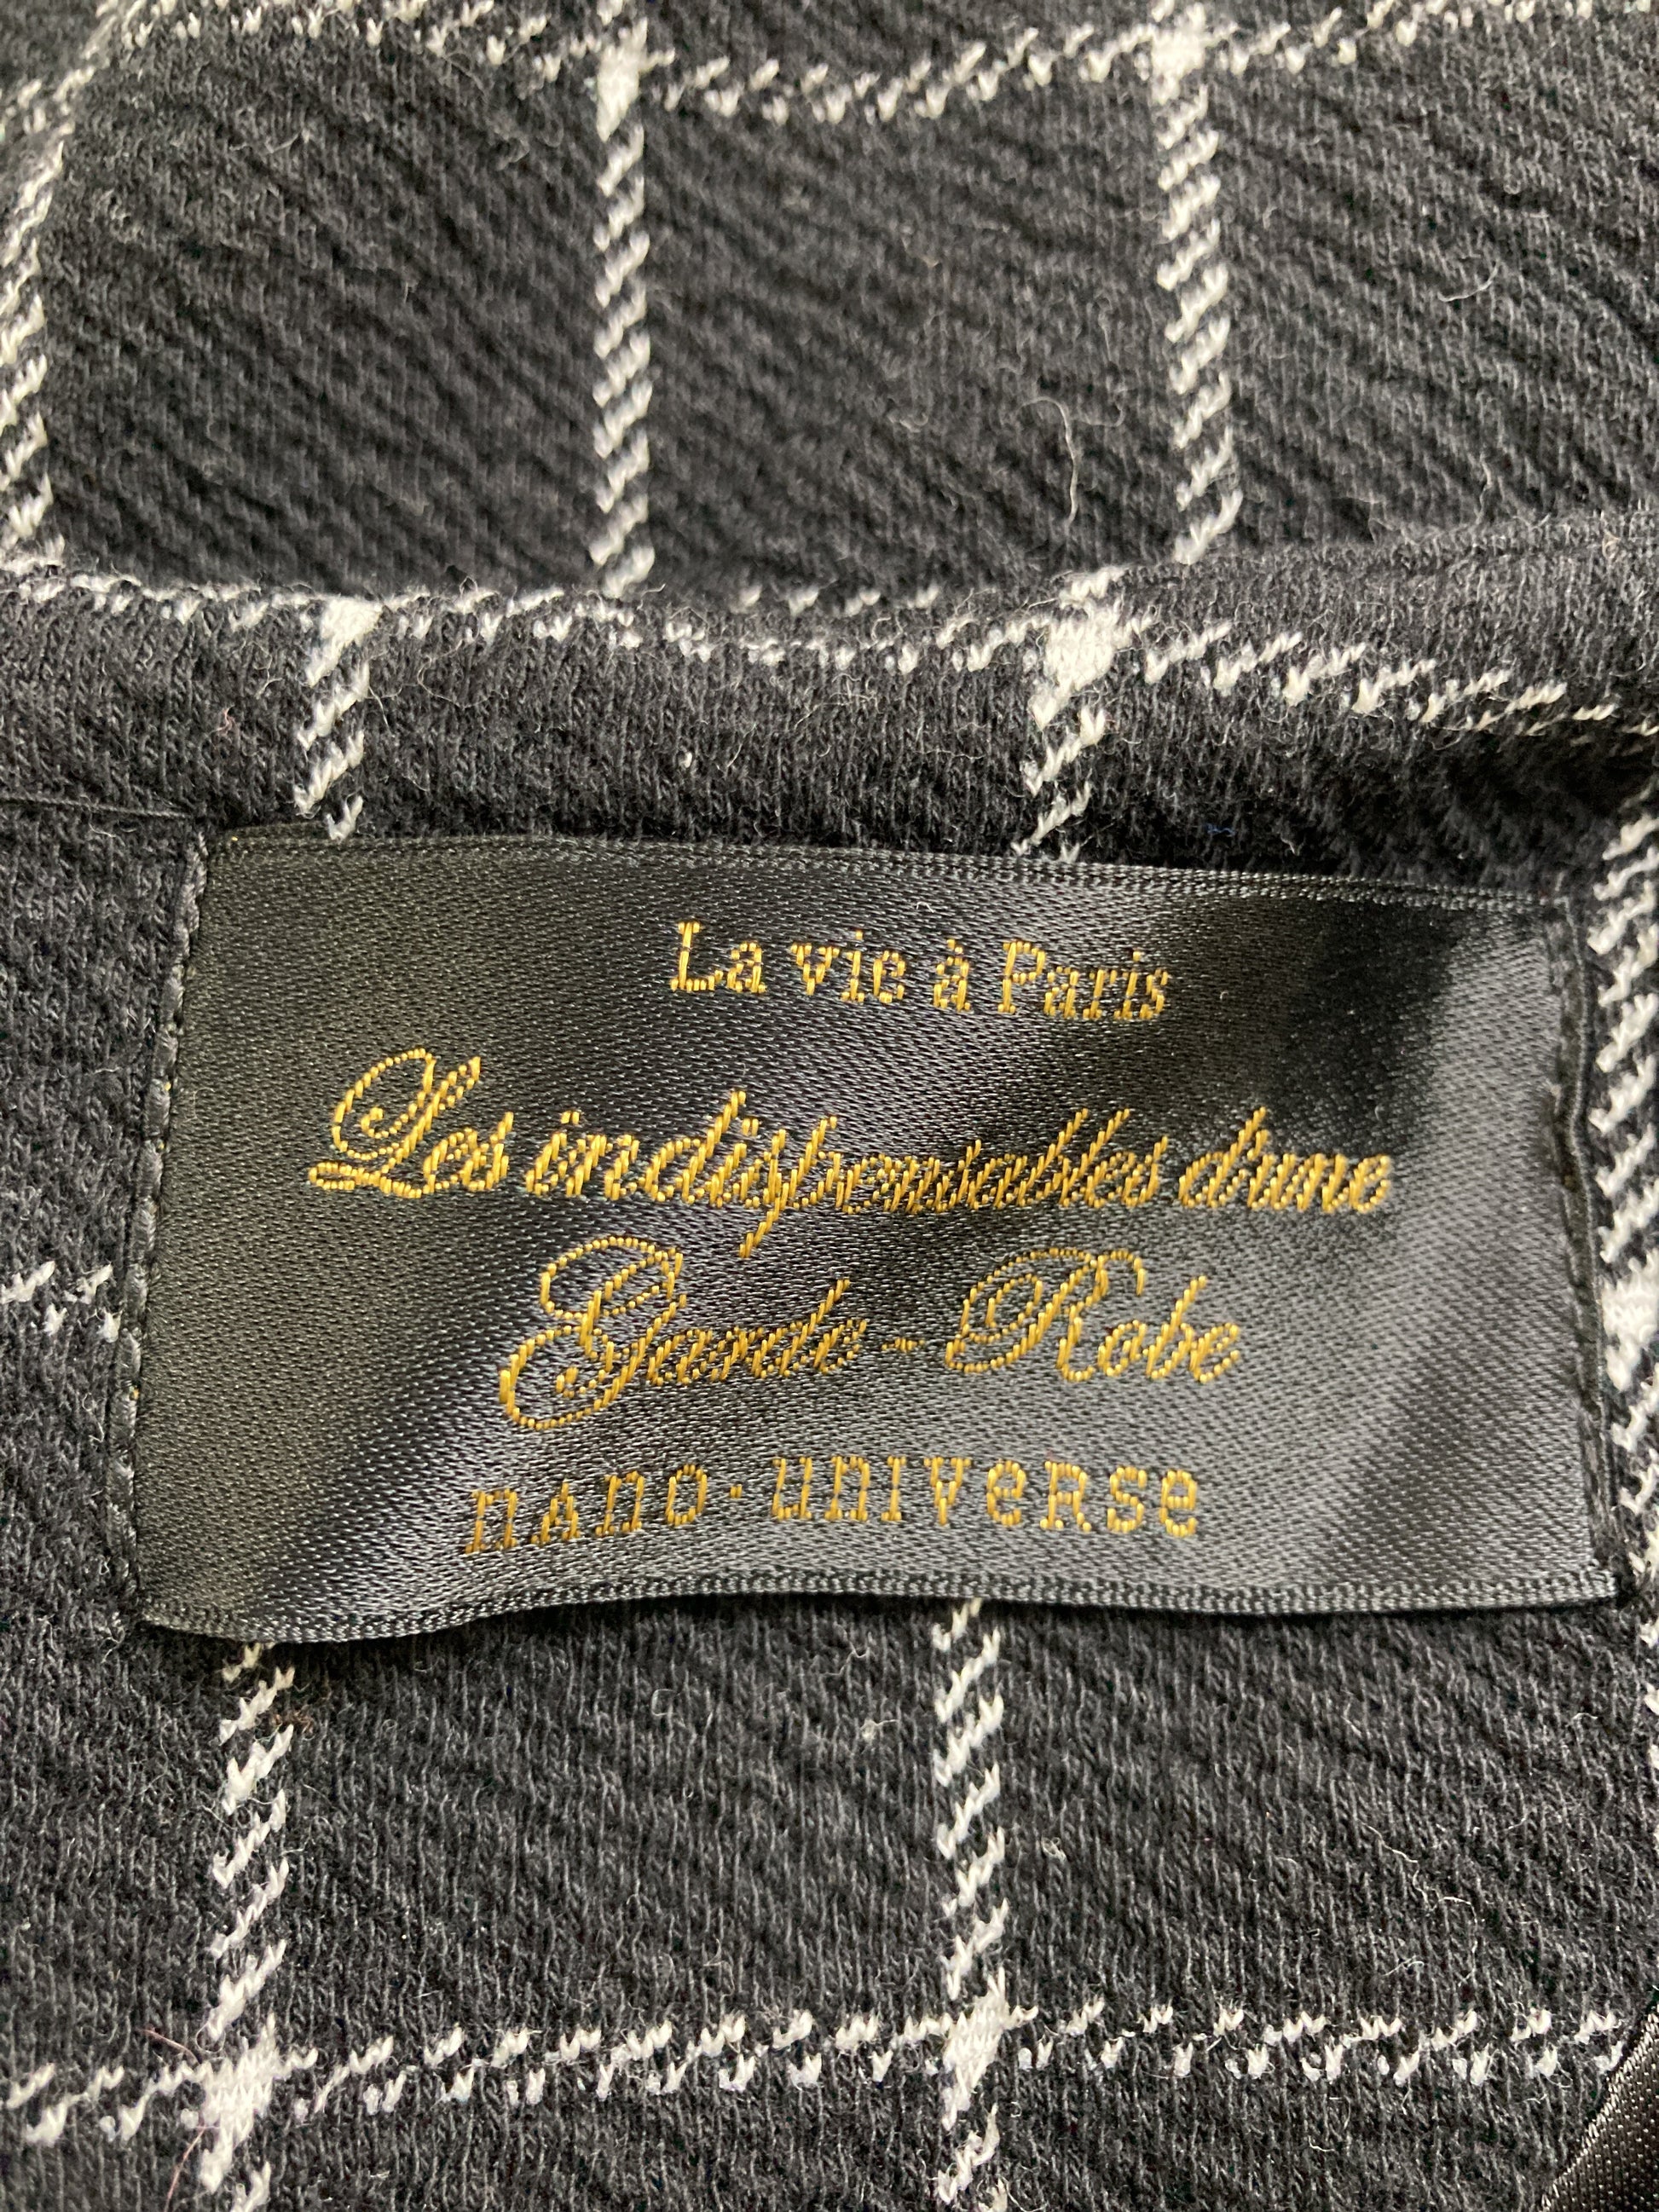 La vie à Paris
Les indispensables d'une
Garde-Robe
nano·universe